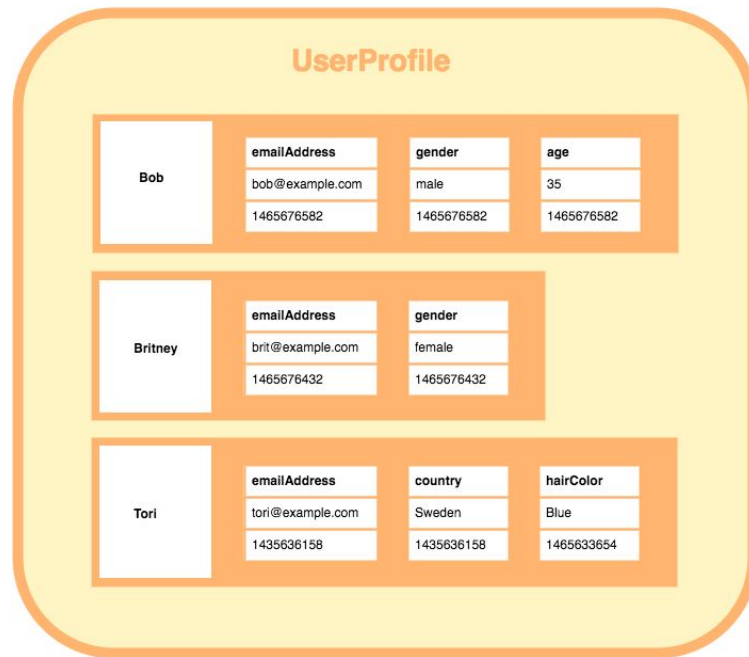 UserProfile
Bob
emailAddress gender age
bob@example.com male 35
1465676582 1465676582 1465676582
Britney
emailAddress gender
brit@example.com female
1465676432 1465676432
Tori
emailAddress country hairColor
tori@example.com Sweden Blue
1435636158 1435636158 1465633654